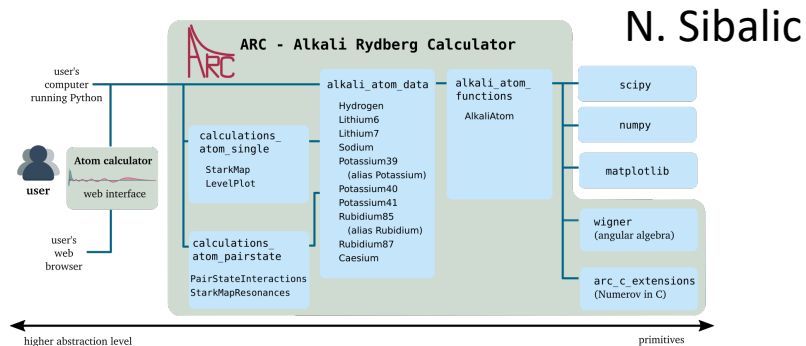 N. Sibalic
ARC
ARC - Alkali Rydberg Calculator
user's
computer
running Python
user
Atom calculator
web interface
user's
web
browser
calculations_
atom_single
StarkMap
LevelPlot
calculations_
atom_pairstate
PairStateInteractions
StarkMapResonances
alkali_atom_data
Hydrogen
Lithium6
Lithium7
Sodium
Potassium39
(alias Potassium)
Potassium40
Potassium41
Rubidium85
(alias Rubidium)
Rubidium87
Caesium
alkali_atom_
functions
AlkaliAtom
scipy
numpy
matplotlib
wigner
(angular algebra)
arc_c_extensions
(Numerov in C)
higher abstraction level
primitives